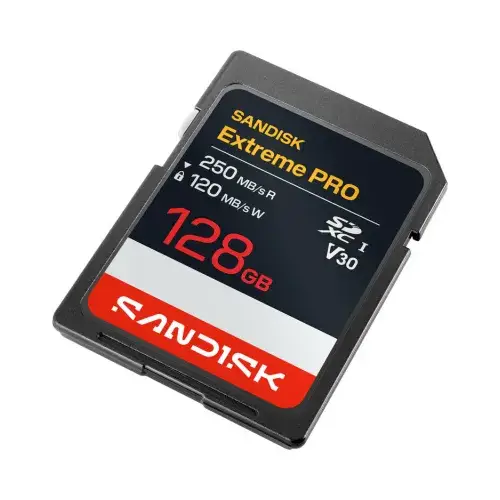 SANDISK
Extreme PRO
250 MB/s R
120 MB/s W
SD XC I
V30
128GB
SANDISK